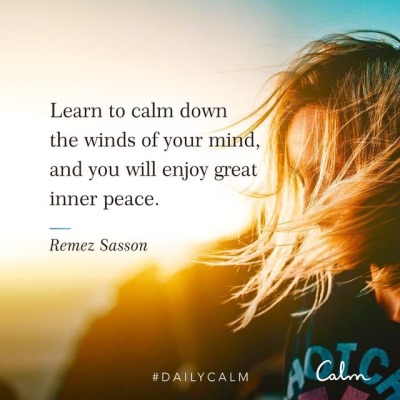 Learn to calm down
the winds of your mind,
and you will enjoy great
inner peace.
Remez Sasson
#DAILYCALM
Calm